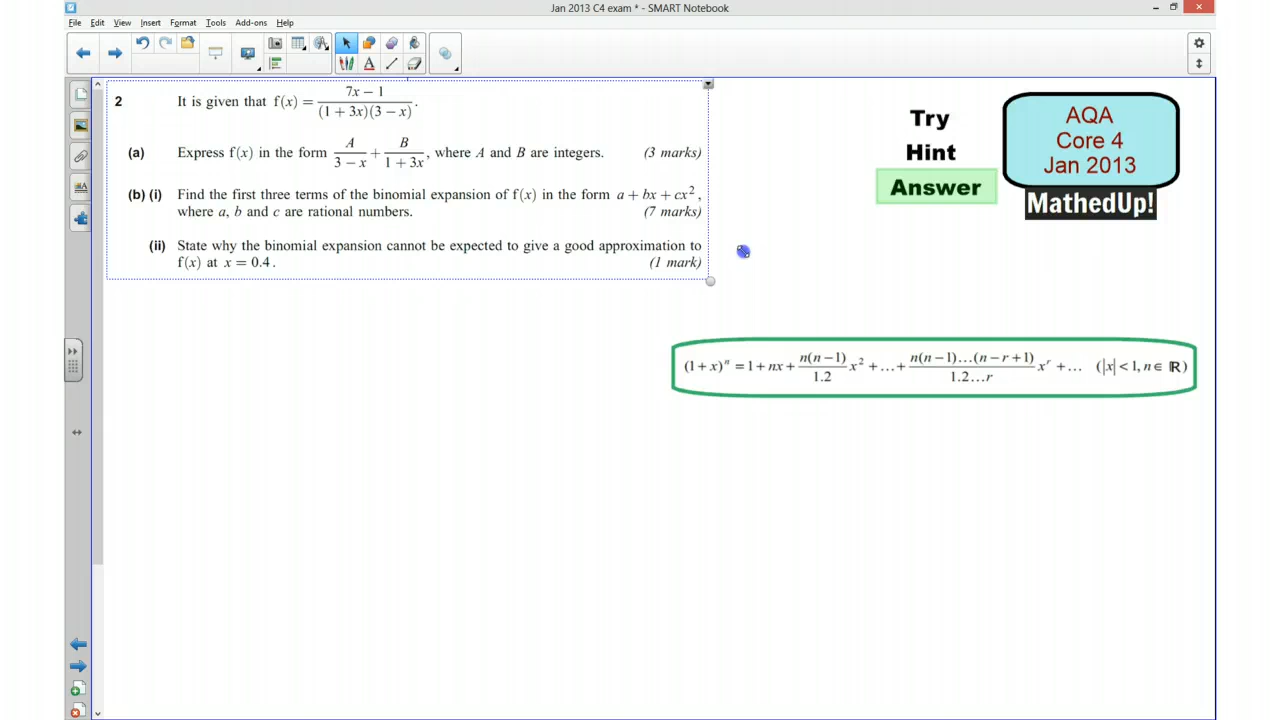 Jan 2013 C4 exam * - SMART Notebook
File Edit View Insert Format Tools Add-ons Help
2 It is given that f(x) = (7x − 1)/((1 + 3x)(3 − x)).
(a) Express f(x) in the form A/(3 − x) + B/(1 + 3x), where A and B are integers. (3 marks)
(b) (i) Find the first three terms of the binomial expansion of f(x) in the form a + bx + cx²,
where a, b and c are rational numbers. (7 marks)
(ii) State why the binomial expansion cannot be expected to give a good approximation to
f(x) at x = 0.4. (1 mark)
Try
Hint
Answer
AQA
Core 4
Jan 2013
MathedUp!
(1 + x)ⁿ = 1 + nx + n(n−1)/1.2 x² + ... + n(n−1)...(n−r+1)/1.2...r xʳ + ... (|x| < 1, n ∈ ℝ)